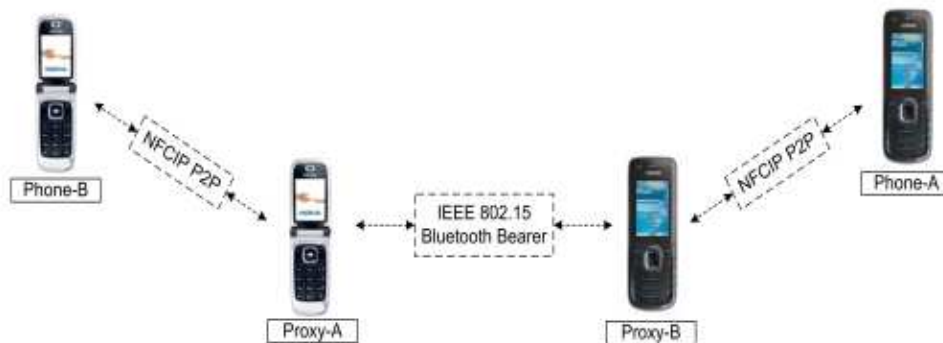 NFCIP P2P
NFCIP P2P
Phone-B
Phone-A
IEEE 802.15
Bluetooth Bearer
Proxy-A
Proxy-B